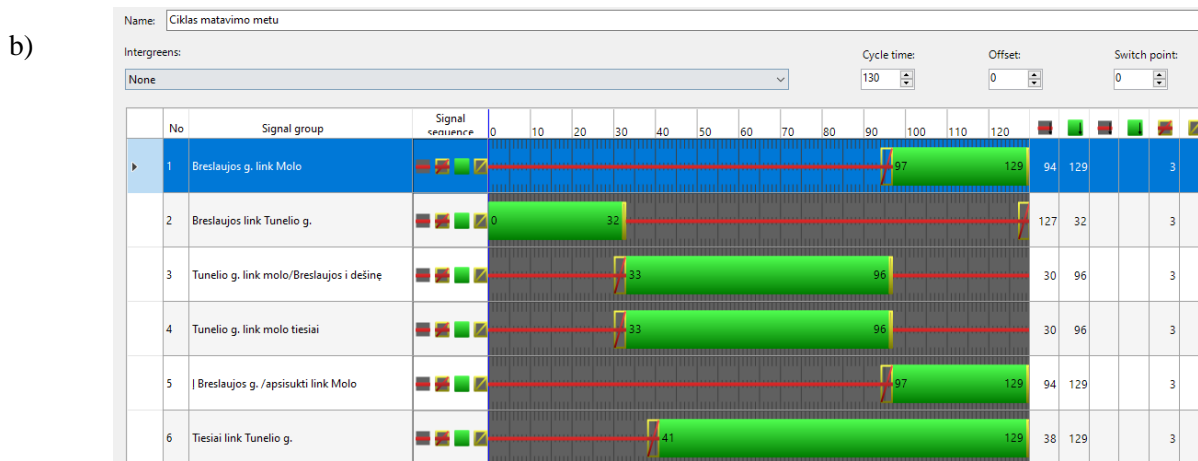 b)
Name: Ciklas matavimo metu
Intergreens:
Cycle time: Offset: Switch point:
None 130 0 0
No Signal group Signal sequence 0 10 20 30 40 50 60 70 80 90 100 110 120
1 Breslaujos g. link Molo 97 129 94 129 3
2 Breslaujos link Tunelio g. 0 32 127 32 3
3 Tunelio g. link molo/Breslaujos i dešinę 33 96 30 96 3
4 Tunelio g. link molo tiesiai 33 96 30 96 3
5 | Breslaujos g. /apsisukti link Molo 97 129 94 129 3
6 Tiesiai link Tunelio g. 41 129 38 129 3